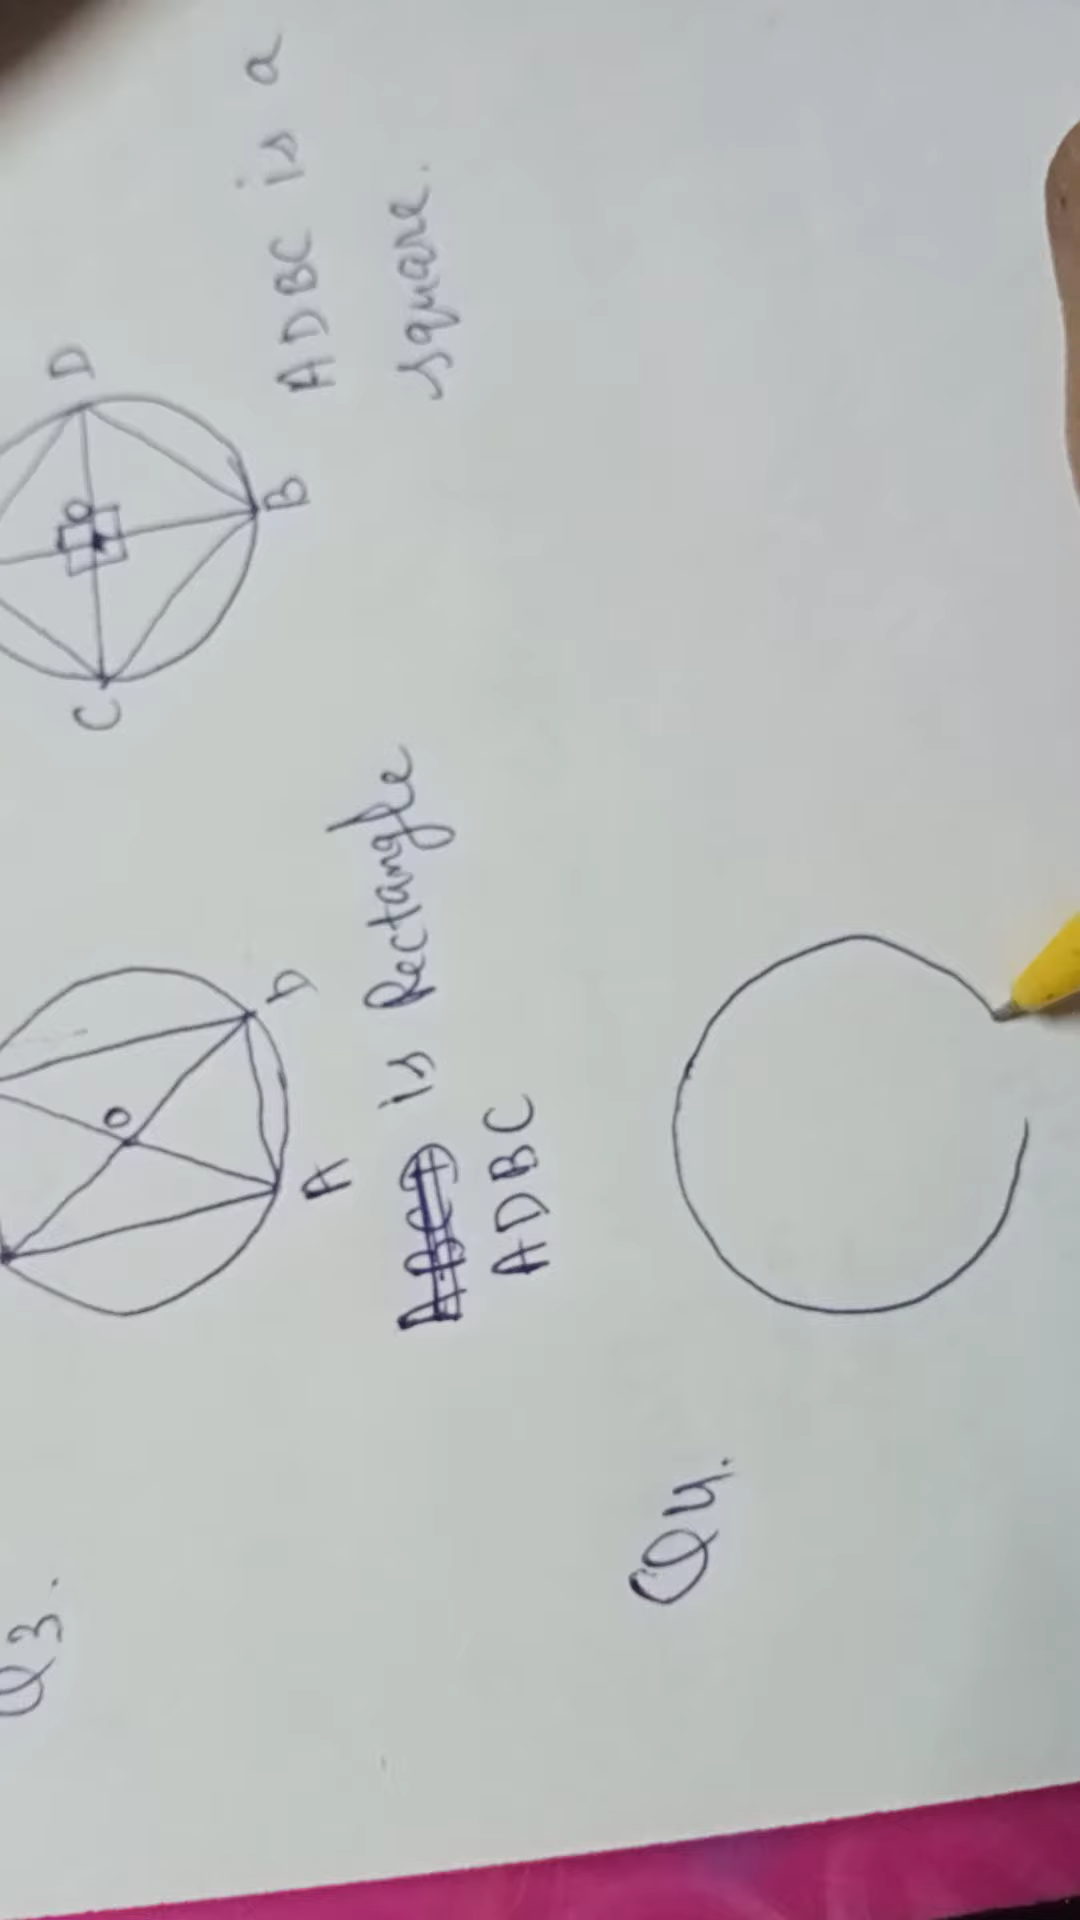 Q3.
C
O
D
B
O
b
A
ADBC is a
square.
ABCD is Rectangle
ADBC
Q4.